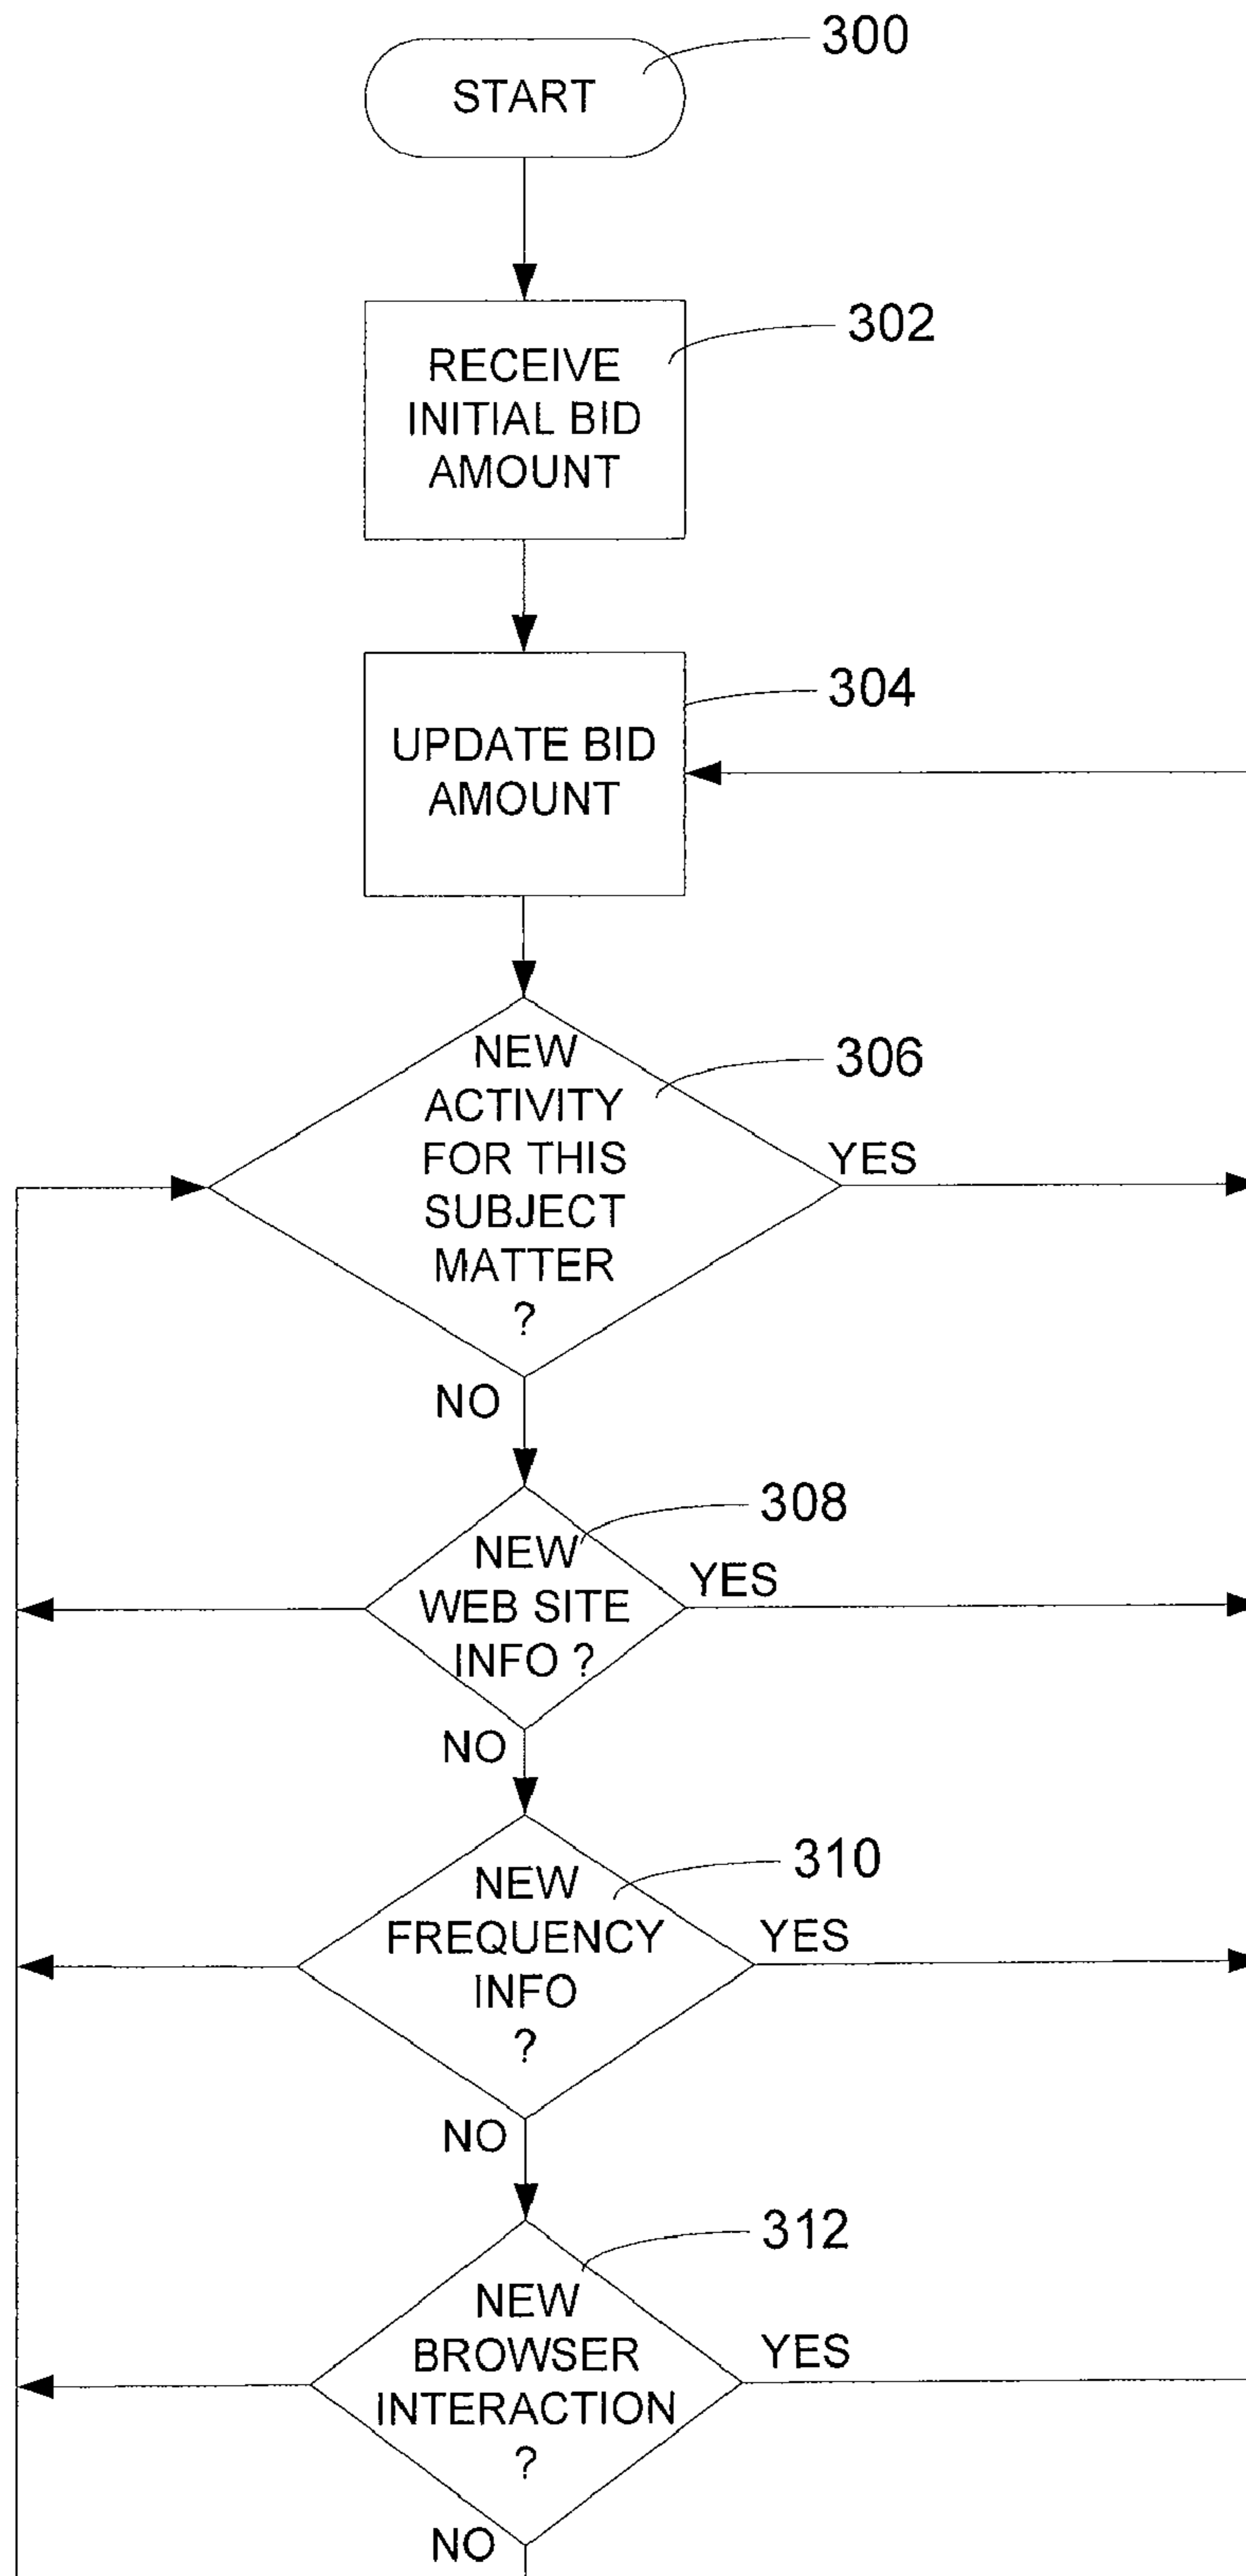 300
START
302
RECEIVE
INITIAL BID
AMOUNT
304
UPDATE BID
AMOUNT
306
NEW
ACTIVITY
FOR THIS
SUBJECT
MATTER
?
YES
NO
308
NEW
WEB SITE
INFO ?
YES
NO
310
NEW
FREQUENCY
INFO
?
YES
NO
312
NEW
BROWSER
INTERACTION
?
YES
NO